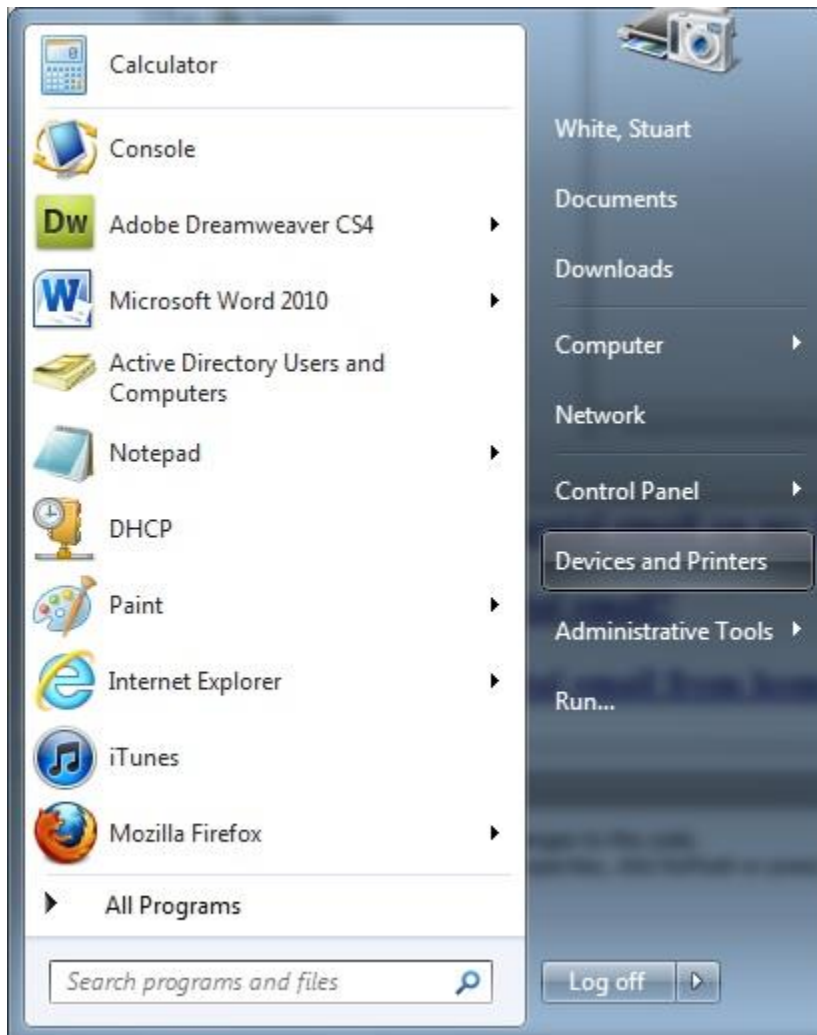 Calculator
Console
Dw
Adobe Dreamweaver CS4
W
Microsoft Word 2010
Active Directory Users and
Computers
Notepad
DHCP
Paint
Internet Explorer
iTunes
Mozilla Firefox
All Programs
Search programs and files
White, Stuart
Documents
Downloads
Computer
Network
Control Panel
Devices and Printers
Administrative Tools
Run...
Log off